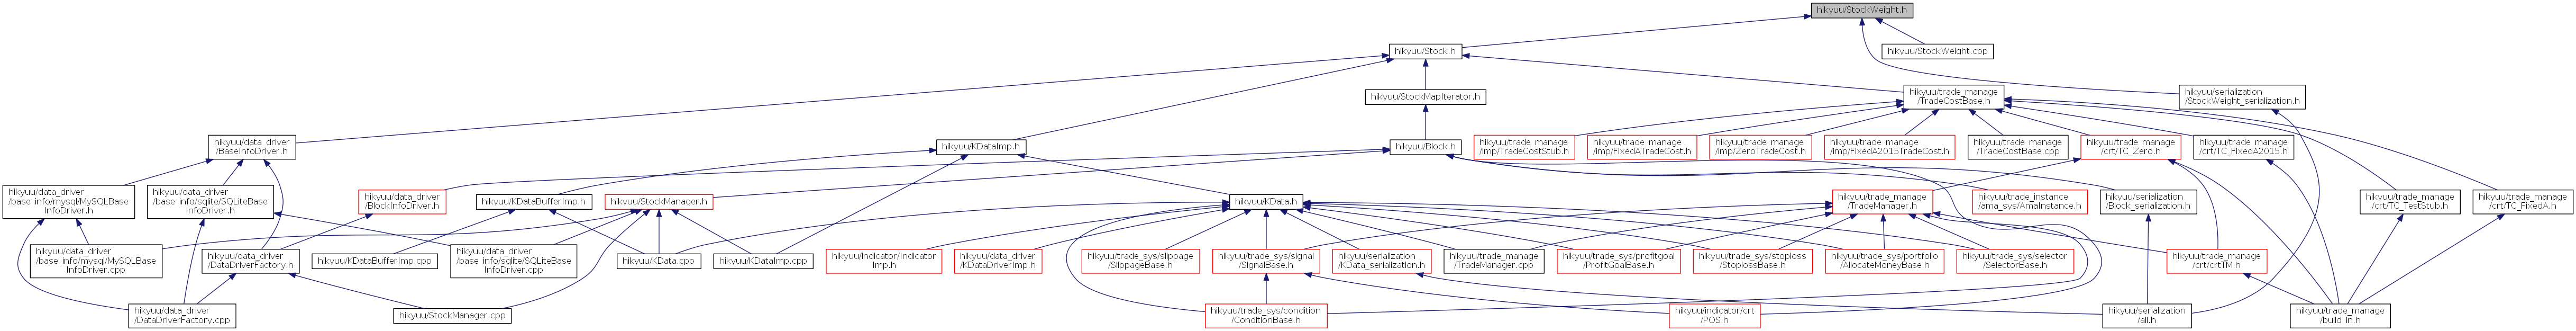 hikyuu/StockWeight.h
hikyuu/Stock.h
hikyuu/StockWeight.cpp
hikyuu/StockMapIterator.h
hikyuu/trade_manage
/TradeCostBase.h
hikyuu/serialization
/StockWeight_serialization.h
hikyuu/data_driver
/BaseInfoDriver.h
hikyuu/KDataImp.h
hikyuu/Block.h
hikyuu/trade_manage
/imp/TradeCostStub.h
hikyuu/trade_manage
/imp/FixedATradeCost.h
hikyuu/trade_manage
/imp/ZeroTradeCost.h
hikyuu/trade_manage
/imp/FixedA2015TradeCost.h
hikyuu/trade_manage
/TradeCostBase.cpp
hikyuu/trade_manage
/crt/TC_Zero.h
hikyuu/trade_manage
/crt/TC_FixedA2015.h
hikyuu/data_driver
/base_info/mysql/MySQLBase
InfoDriver.h
hikyuu/data_driver
/base_info/sqlite/SQLiteBase
InfoDriver.h
hikyuu/data_driver
/BlockInfoDriver.h
hikyuu/KDataBufferImp.h
hikyuu/StockManager.h
hikyuu/KData.h
hikyuu/trade_manage
/TradeManager.h
hikyuu/trade_instance
/ama_sys/AmaInstance.h
hikyuu/serialization
/Block_serialization.h
hikyuu/trade_manage
/crt/TC_TestStub.h
hikyuu/trade_manage
/crt/TC_FixedA.h
hikyuu/data_driver
/base_info/mysql/MySQLBase
InfoDriver.cpp
hikyuu/data_driver
/DataDriverFactory.h
hikyuu/KDataBufferImp.cpp
hikyuu/data_driver
/base_info/sqlite/SQLiteBase
InfoDriver.cpp
hikyuu/KData.cpp
hikyuu/KDataImp.cpp
hikyuu/indicator/Indicator
Imp.h
hikyuu/data_driver
/KDataDriverImp.h
hikyuu/trade_sys/slippage
/SlippageBase.h
hikyuu/trade_sys/signal
/SignalBase.h
hikyuu/serialization
/KData_serialization.h
hikyuu/trade_manage
/TradeManager.cpp
hikyuu/trade_sys/profitgoal
/ProfitGoalBase.h
hikyuu/trade_sys/stoploss
/StoplossBase.h
hikyuu/trade_sys/portfolio
/AllocateMoneyBase.h
hikyuu/trade_sys/selector
/SelectorBase.h
hikyuu/trade_manage
/crt/crtTM.h
hikyuu/data_driver
/DataDriverFactory.cpp
hikyuu/StockManager.cpp
hikyuu/trade_sys/condition
/ConditionBase.h
hikyuu/indicator/crt
/POS.h
hikyuu/serialization
/all.h
hikyuu/trade_manage
/build_in.h